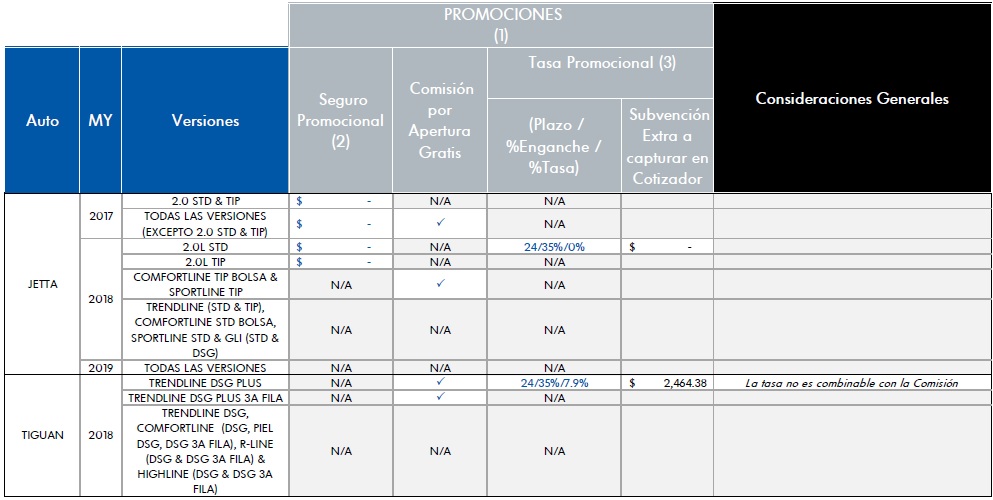 PROMOCIONES
(1)
Auto
MY
Versiones
Seguro
Promocional
(2)
Comisión
por
Apertura
Gratis
Tasa Promocional (3)
(Plazo /
%Enganche /
%Tasa)
Subvención
Extra a
capturar en
Cotizador
Consideraciones Generales
JETTA
2017
2.0 STD & TIP
$ -
N/A
N/A
TODAS LAS VERSIONES
(EXCEPTO 2.0 STD & TIP)
$ -
✓
N/A
2018
2.0L STD
$ -
N/A
24/35%/0%
$ -
2.0L TIP
$ -
N/A
N/A
COMFORTLINE TIP BOLSA &
SPORTLINE TIP
N/A
✓
N/A
TRENDLINE (STD & TIP),
COMFORTLINE STD BOLSA,
SPORTLINE STD & GLI (STD &
DSG)
N/A
N/A
N/A
2019
TODAS LAS VERSIONES
N/A
N/A
N/A
TIGUAN
2018
TRENDLINE DSG PLUS
N/A
✓
24/35%/7.9%
$ 2,464.38
La tasa no es combinable con la Comisión
TRENDLINE DSG PLUS 3A FILA
N/A
✓
N/A
TRENDLINE DSG,
COMFORTLINE (DSG, PIEL
DSG, DSG 3A FILA), R-LINE
(DSG & DSG 3A FILA) &
HIGHLINE (DSG & DSG 3A
FILA)
N/A
N/A
N/A